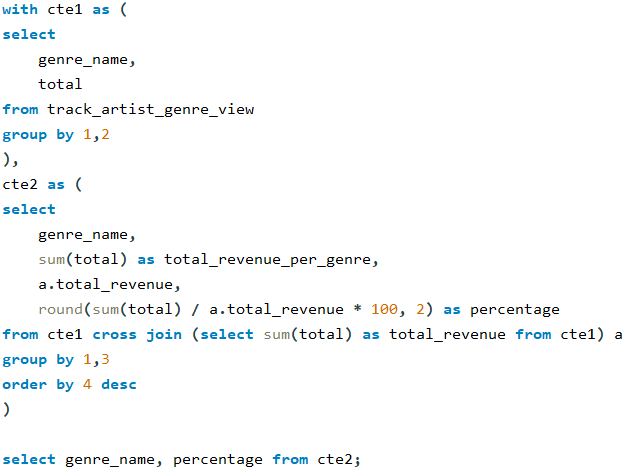 with cte1 as (
select
    genre_name,
    total
from track_artist_genre_view
group by 1,2
),
cte2 as (
select
    genre_name,
    sum(total) as total_revenue_per_genre,
    a.total_revenue,
    round(sum(total) / a.total_revenue * 100, 2) as percentage
from cte1 cross join (select sum(total) as total_revenue from cte1) a
group by 1,3
order by 4 desc
)

select genre_name, percentage from cte2;